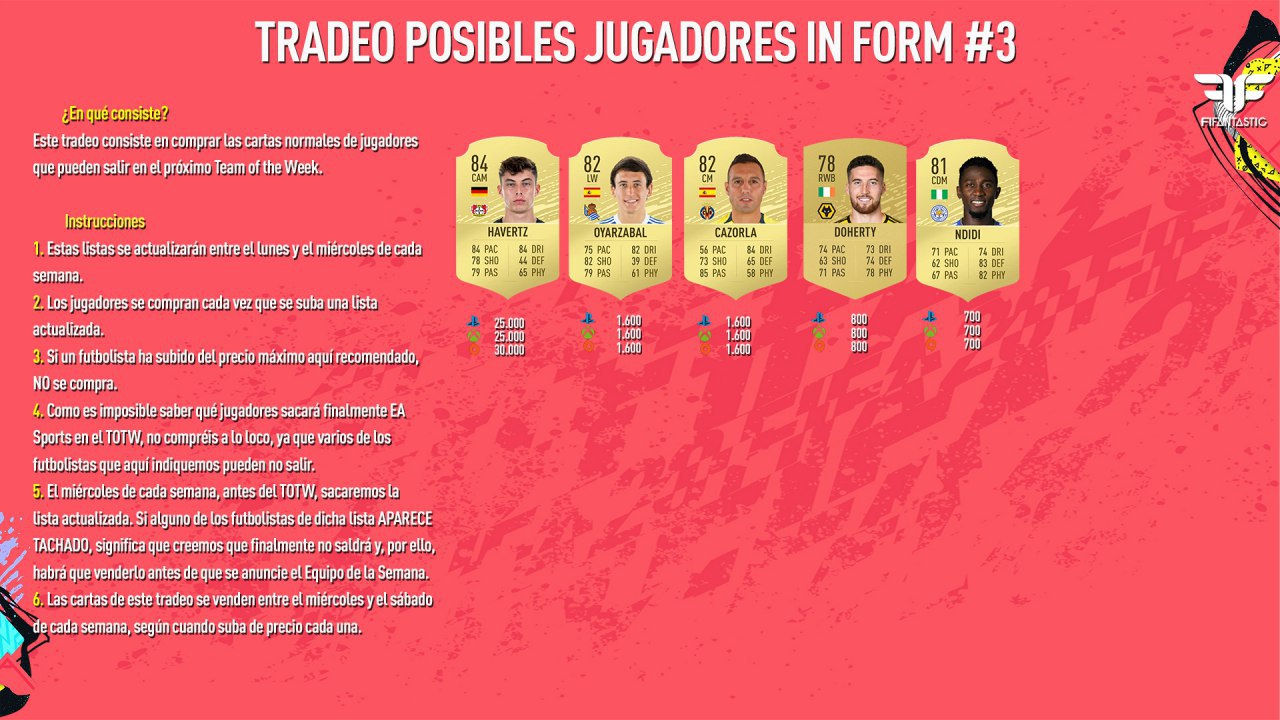 TRADEO POSIBLES JUGADORES IN FORM #3
FIFANTASTIC
¿En qué consiste?
Este tradeo consiste en comprar las cartas normales de jugadores
que pueden salir en el próximo Team of the Week.
Instrucciones
1. Estas listas se actualizarán entre el lunes y el miércoles de cada
semana.
2. Los jugadores se compran cada vez que se suba una lista
actualizada.
3. Si un futbolista ha subido del precio máximo aquí recomendado,
NO se compra.
4. Como es imposible saber qué jugadores sacará finalmente EA
Sports en el TOTW, no compréis a lo loco, ya que varios de los
futbolistas que aquí indiquemos pueden no salir.
5. El miércoles de cada semana, antes del TOTW, sacaremos la
lista actualizada. Si alguno de los futbolistas de dicha lista APARECE
TACHADO, significa que creemos que finalmente no saldrá y, por ello,
habrá que venderlo antes de que se anuncie el Equipo de la Semana.
6. Las cartas de este tradeo se venden entre el miércoles y el sábado
de cada semana, según cuando suba de precio cada una.
84
CAM
HAVERTZ
84 PAC 84 DRI
78 SHO 44 DEF
79 PAS 65 PHY
25.000
25.000
30.000
82
LW
OYARZABAL
75 PAC 82 DRI
82 SHO 39 DEF
79 PAS 61 PHY
1.600
1.600
1.600
82
CM
CAZORLA
56 PAC 84 DRI
73 SHO 65 DEF
85 PAS 58 PHY
1.600
1.600
1.600
78
RWB
DOHERTY
74 PAC 73 DRI
63 SHO 74 DEF
71 PAS 78 PHY
800
800
800
81
CDM
NDIDI
71 PAC 74 DRI
62 SHO 83 DEF
67 PAS 82 PHY
700
700
700